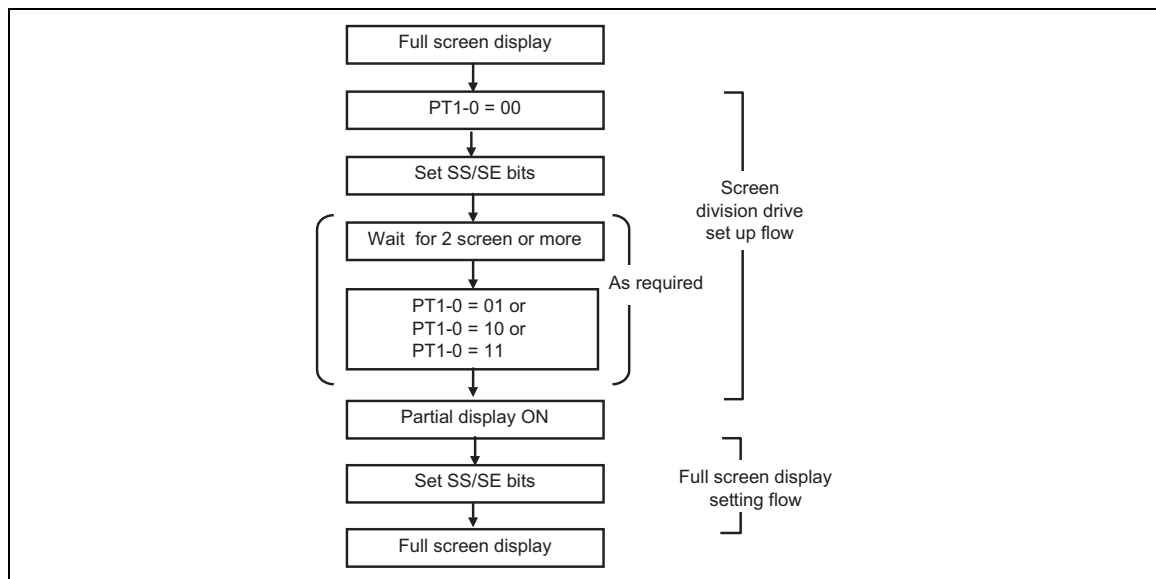 Full screen display
PT1-0 = 00
Set SS/SE bits
Wait for 2 screen or more
PT1-0 = 01 or
PT1-0 = 10 or
PT1-0 = 11
As required
Partial display ON
Screen
division drive
set up flow
Set SS/SE bits
Full screen display
Full screen display
setting flow